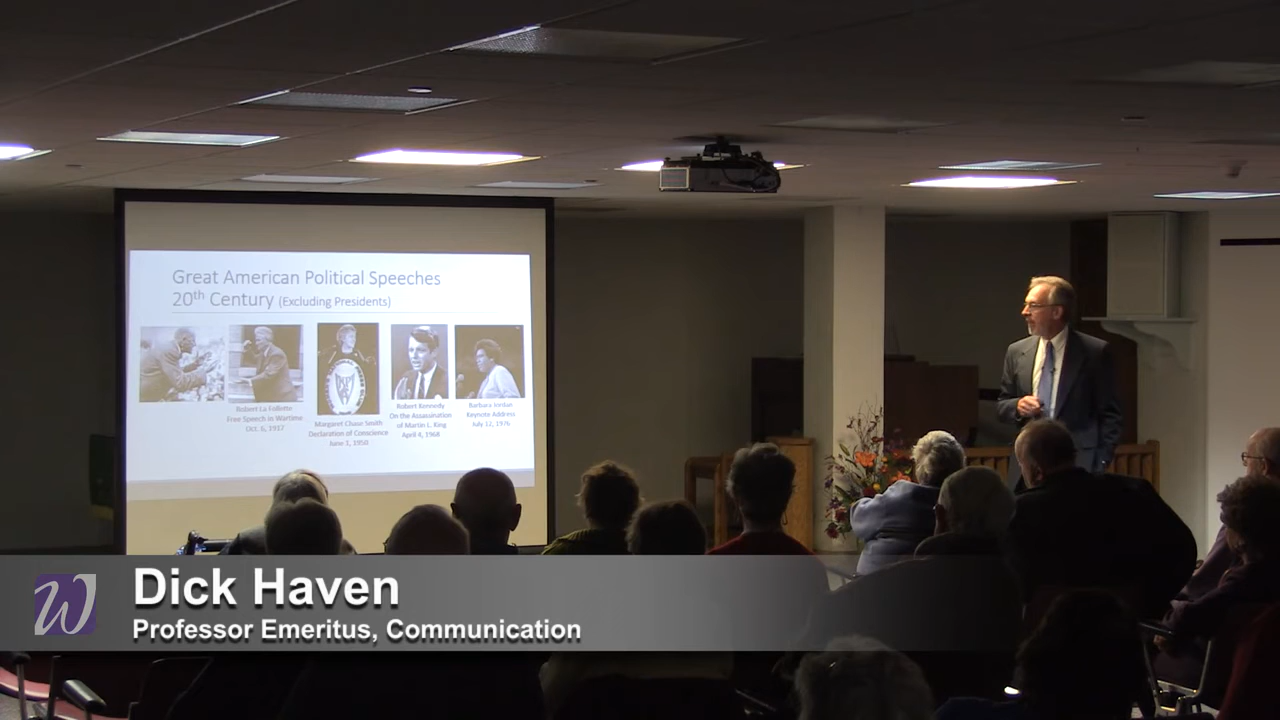 Great American Political Speeches
20th Century (Excluding Presidents)
Robert La Follette
Free Speech in Wartime
Oct. 6, 1917
Margaret Chase Smith
Declaration of Conscience
June 1, 1950
Robert Kennedy
On the Assassination
of Martin L. King
April 4, 1968
Barbara Jordan
Keynote Address
July 12, 1976
W
Dick Haven
Professor Emeritus, Communication